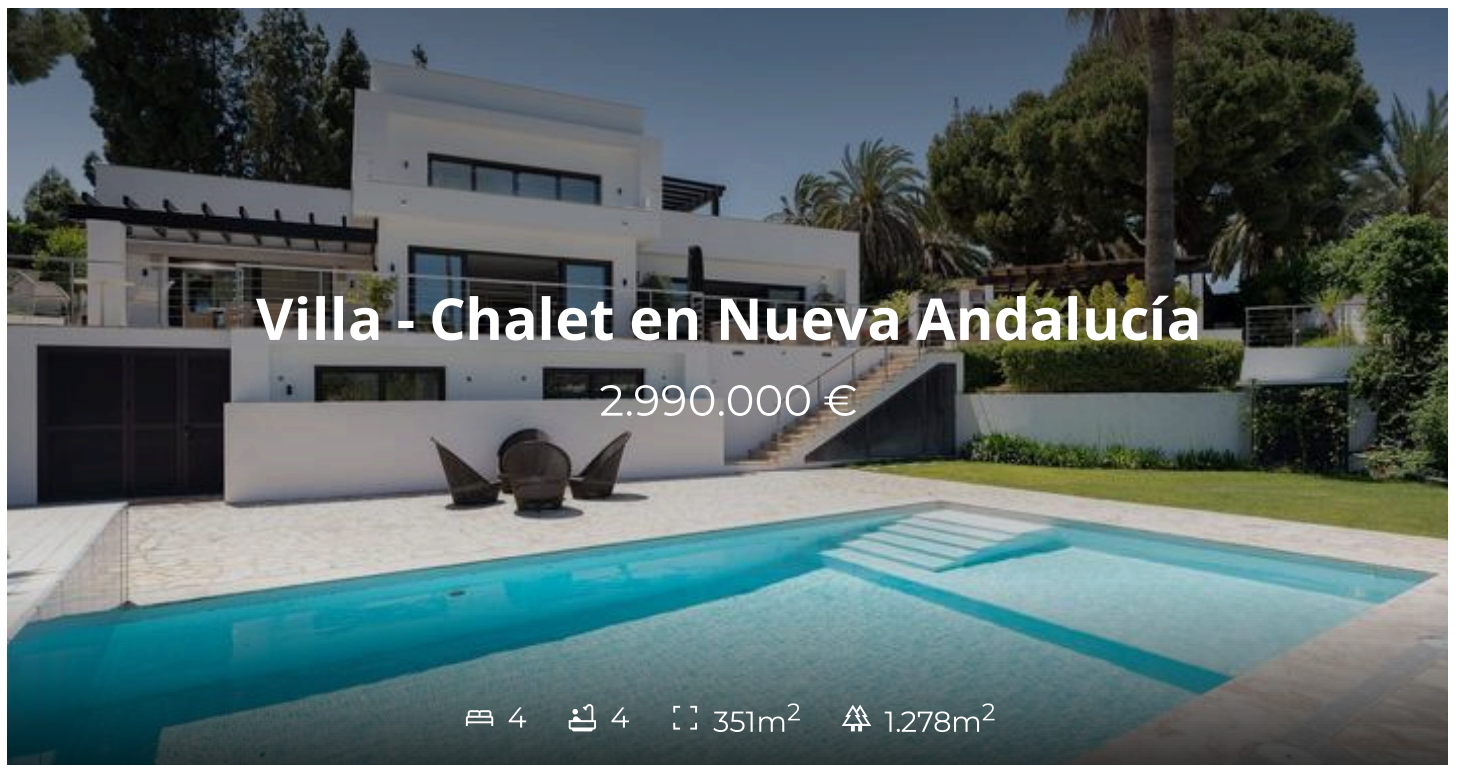 Villa - Chalet en Nueva Andalucía
2.990.000 €
4 4 351m² 1.278m²